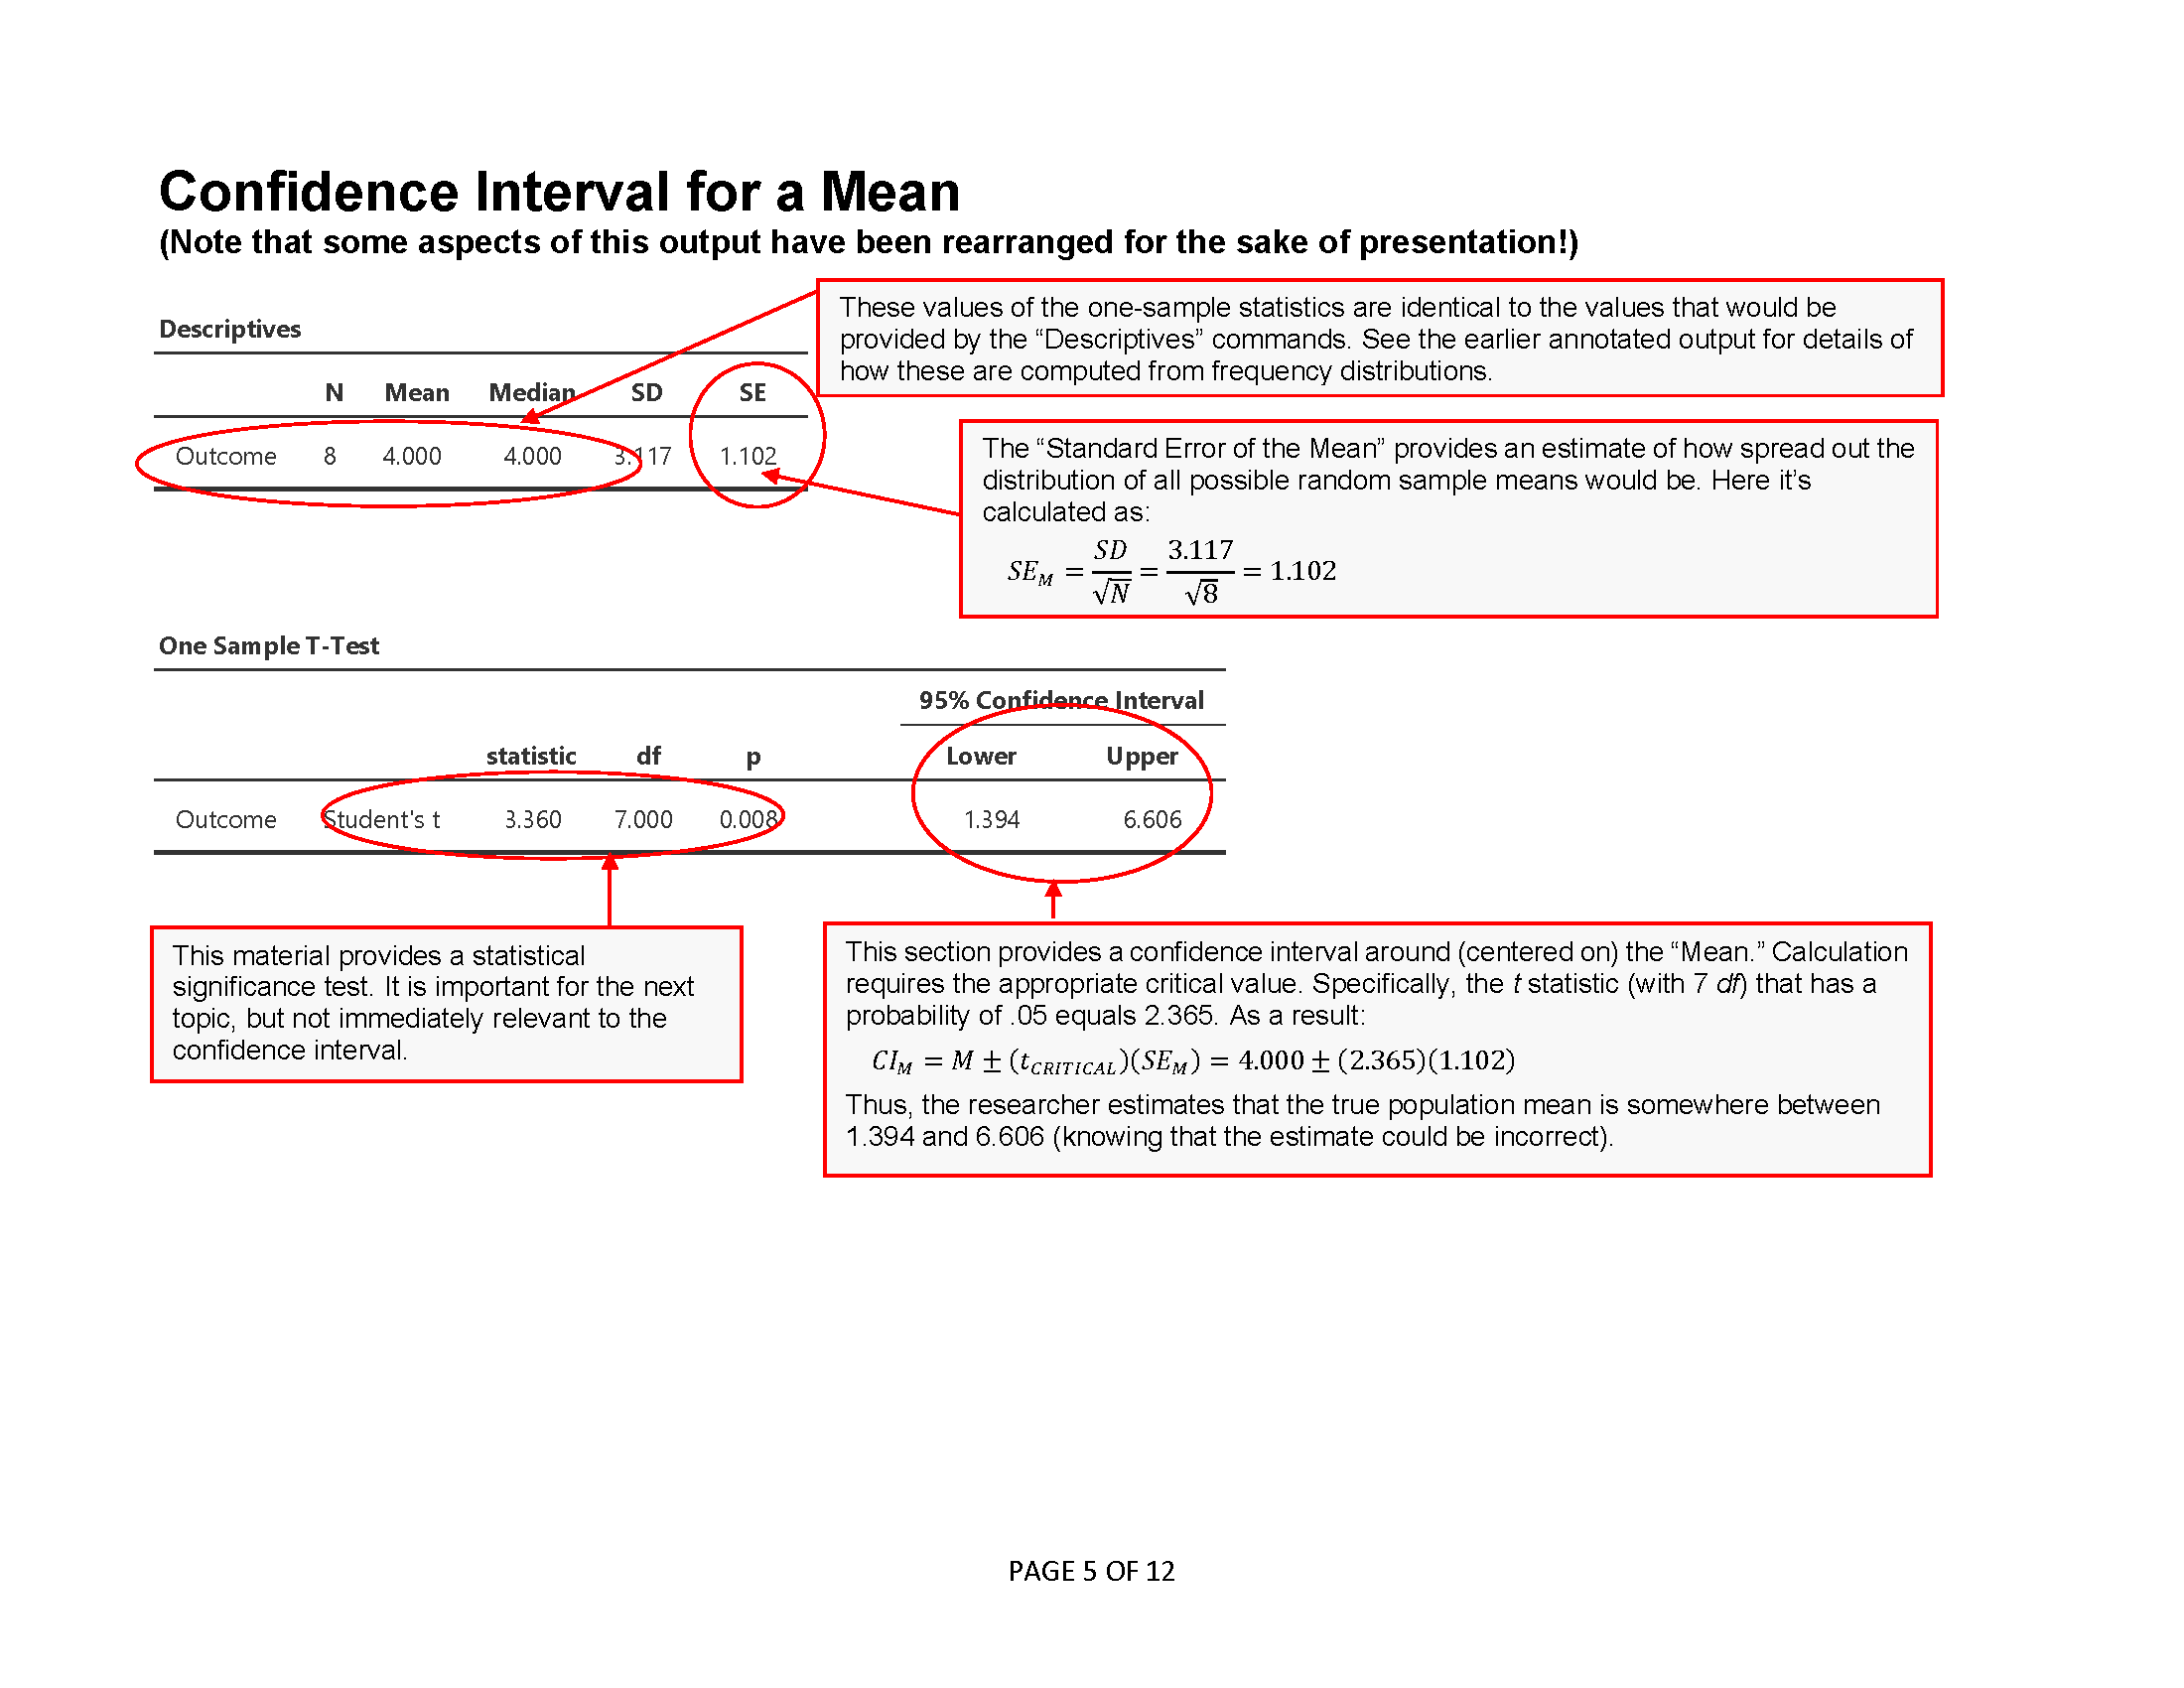 Confidence Interval for a Mean
(Note that some aspects of this output have been rearranged for the sake of presentation!)
These values of the one-sample statistics are identical to the values that would be
provided by the “Descriptives” commands. See the earlier annotated output for details of
how these are computed from frequency distributions.
Descriptives
N Mean Median SD SE
Outcome 8 4.000 4.000 3.117 1.102
The “Standard Error of the Mean” provides an estimate of how spread out the
distribution of all possible random sample means would be. Here it’s
calculated as:
SE_M = SD/√N = 3.117/√8 = 1.102
One Sample T-Test
95% Confidence Interval
statistic df p Lower Upper
Outcome Student's t 3.360 7.000 0.008 1.394 6.606
This material provides a statistical
significance test. It is important for the next
topic, but not immediately relevant to the
confidence interval.
This section provides a confidence interval around (centered on) the “Mean.” Calculation
requires the appropriate critical value. Specifically, the t statistic (with 7 df) that has a
probability of .05 equals 2.365. As a result:
CI_M = M ± (t_CRITICAL)(SE_M) = 4.000 ± (2.365)(1.102)
Thus, the researcher estimates that the true population mean is somewhere between
1.394 and 6.606 (knowing that the estimate could be incorrect).
PAGE 5 OF 12